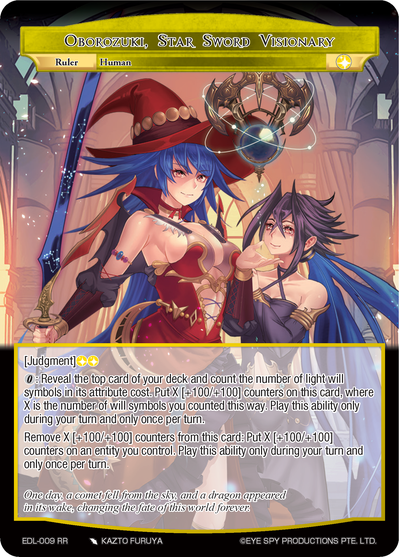 Oborozuki, Star Sword Visionary
Ruler Human
[Judgment]
: Reveal the top card of your deck and count the number of light will
symbols in its attribute cost. Put X [+100/+100] counters on this card, where
X is the number of will symbols you counted this way. Play this ability only
during your turn and only once per turn.
Remove X [+100/+100] counters from this card: Put X [+100/+100]
counters on an entity you control. Play this ability only during your turn and
only once per turn.
One day, a comet fell from the sky, and a dragon appeared
in its wake, changing the fate of this world forever.
EDL-009 RR KAZTO FURUYA ©EYE SPY PRODUCTIONS PTE. LTD.